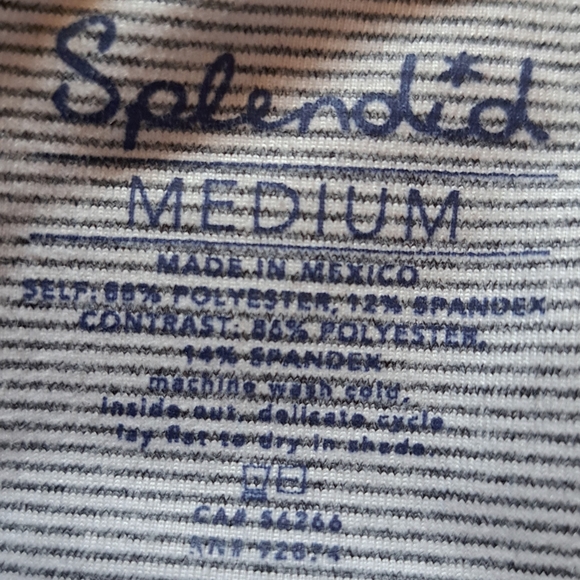 Splendid
MEDIUM
MADE IN MEXICO
SELF: 88% POLYESTER, 12% SPANDEX
CONTRAST: 86% POLYESTER,
14% SPANDEX
machine wash cold,
inside out, delicate cycle
lay flat to dry in shade
CA# 54266